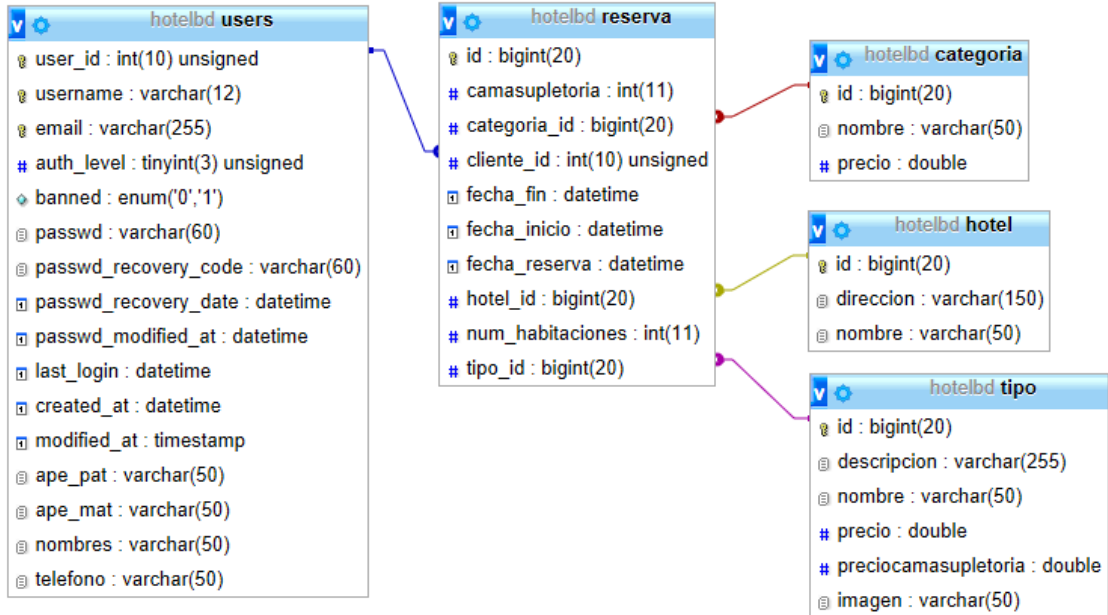 hotelbd users
user_id : int(10) unsigned
username : varchar(12)
email : varchar(255)
auth_level : tinyint(3) unsigned
banned : enum('0','1')
passwd : varchar(60)
passwd_recovery_code : varchar(60)
passwd_recovery_date : datetime
passwd_modified_at : datetime
last_login : datetime
created_at : datetime
modified_at : timestamp
ape_pat : varchar(50)
ape_mat : varchar(50)
nombres : varchar(50)
telefono : varchar(50)
hotelbd reserva
id : bigint(20)
camasupletoria : int(11)
categoria_id : bigint(20)
cliente_id : int(10) unsigned
fecha_fin : datetime
fecha_inicio : datetime
fecha_reserva : datetime
hotel_id : bigint(20)
num_habitaciones : int(11)
tipo_id : bigint(20)
hotelbd categoria
id : bigint(20)
nombre : varchar(50)
precio : double
hotelbd hotel
id : bigint(20)
direccion : varchar(150)
nombre : varchar(50)
hotelbd tipo
id : bigint(20)
descripcion : varchar(255)
nombre : varchar(50)
precio : double
preciocamasupletoria : double
imagen : varchar(50)